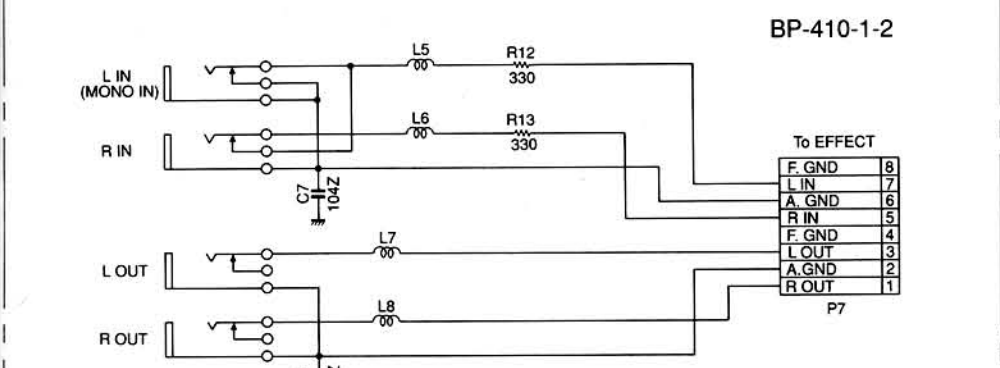 BP-410-1-2
L5
R12
330
L IN
(MONO IN)
L6
R13
330
R IN
C7
104Z
To EFFECT
F. GND 8
L IN 7
A. GND 6
R IN 5
F. GND 4
L OUT 3
A.GND 2
R OUT 1
P7
L7
L OUT
L8
R OUT